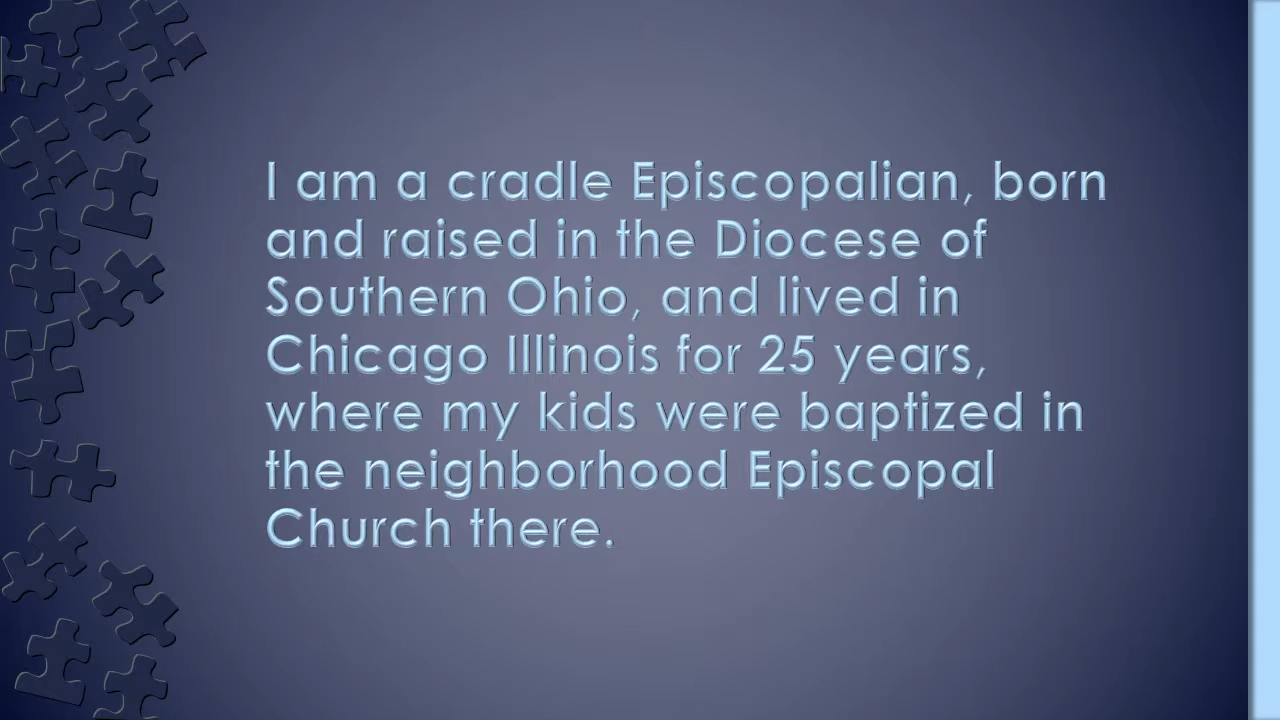 I am a cradle Episcopalian, born
and raised in the Diocese of
Southern Ohio, and lived in
Chicago Illinois for 25 years,
where my kids were baptized in
the neighborhood Episcopal
Church there.